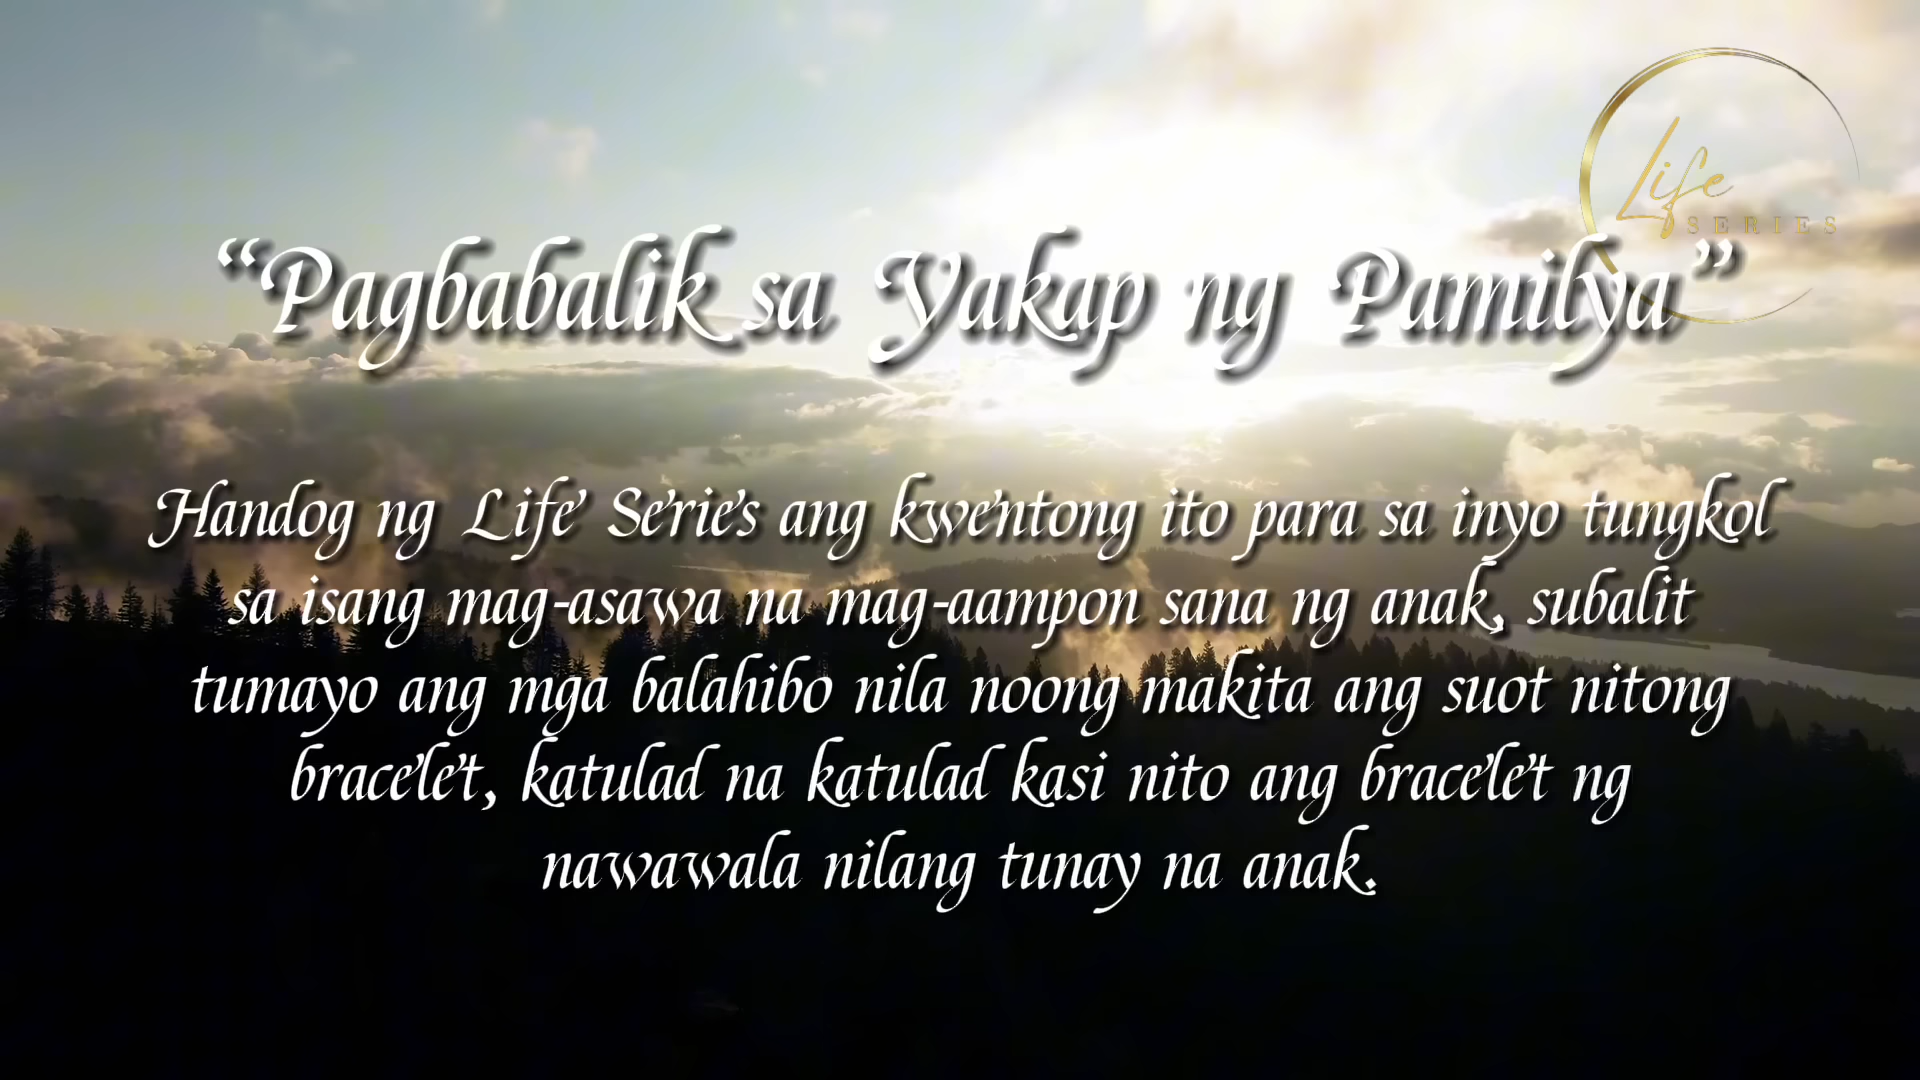 Life
SERIES
“Pagbabalik sa Yakap ng Pamilya”
Handog ng Life Series ang kwentong ito para sa inyo tungkol
sa isang mag-asawa na mag-aampon sana ng anak, subalit
tumayo ang mga balahibo nila noong makita ang suot nitong
bracelet, katulad na katulad kasi nito ang bracelet ng
nawawala nilang tunay na anak.